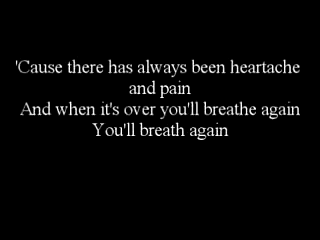 'Cause there has always been heartache
and pain
And when it's over you'll breathe again
You'll breath again